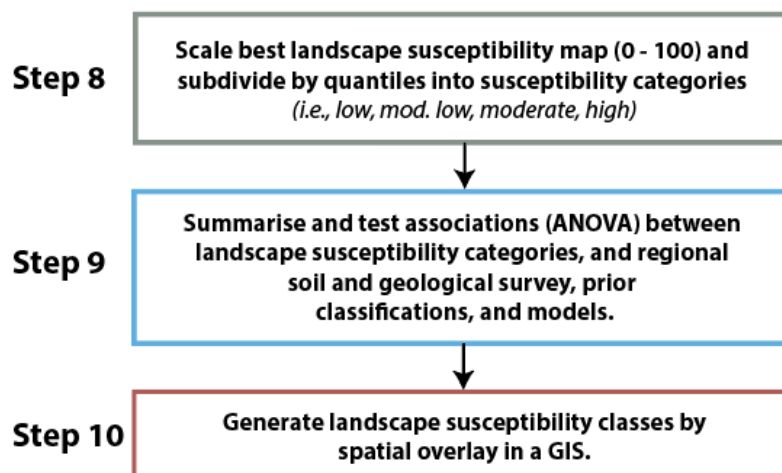 Step 8
Scale best landscape susceptibility map (0 - 100) and
subdivide by quantiles into susceptibility categories
(i.e., low, mod. low, moderate, high)
Step 9
Summarise and test associations (ANOVA) between
landscape susceptibility categories, and regional
soil and geological survey, prior
classifications, and models.
Step 10
Generate landscape susceptibility classes by
spatial overlay in a GIS.